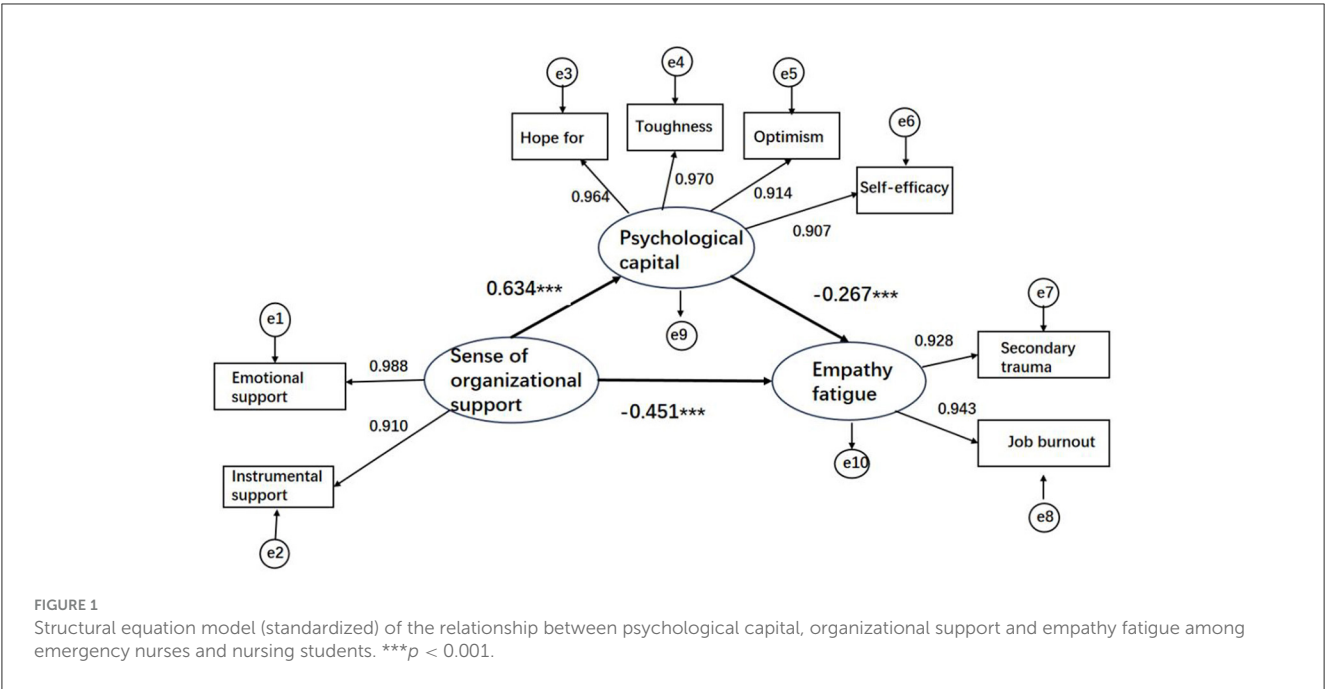 e3
e4
e5
e6
Hope for
Toughness
Optimism
Self-efficacy
0.964
0.970
0.914
0.907
Psychological
capital
0.634***
-0.267***
e9
e1
e7
Emotional
support
0.988
Sense of
organizational
support
Empathy
fatigue
0.928
Secondary
trauma
-0.451***
0.910
0.943
Job burnout
Instrumental
support
e10
e2
e8
FIGURE 1
Structural equation model (standardized) of the relationship between psychological capital, organizational support and empathy fatigue among
emergency nurses and nursing students. ***p < 0.001.